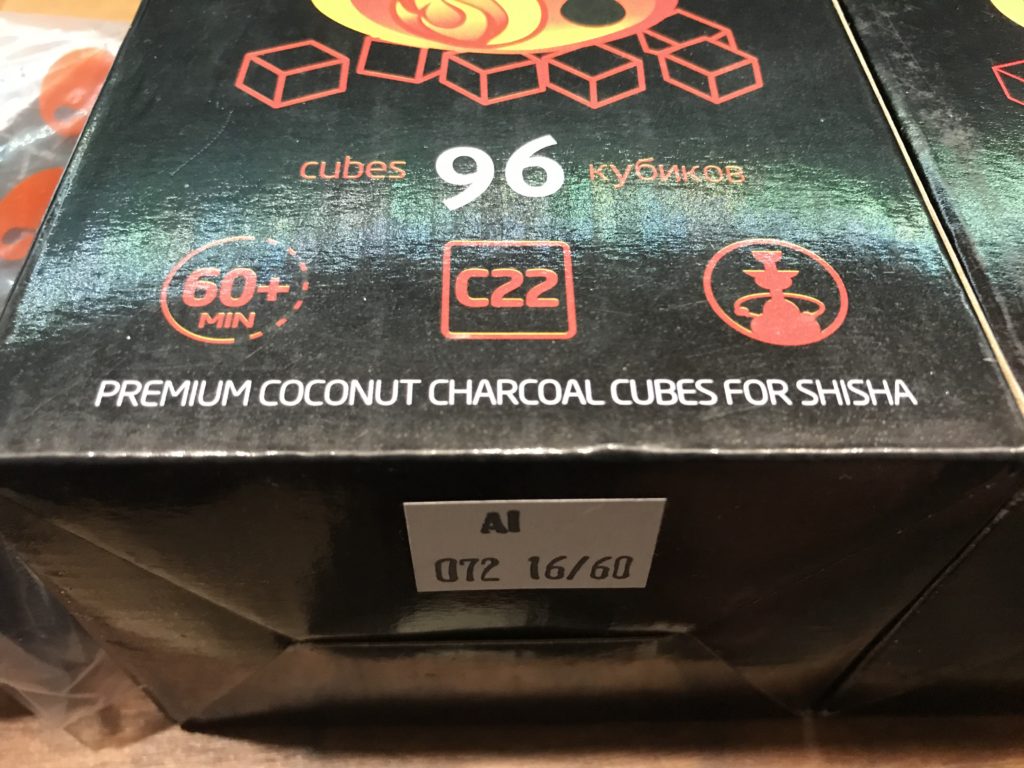 cubes 96 кубиков
60+ C22
MIN
PREMIUM COCONUT CHARCOAL CUBES FOR SHISHA
AI
072 16/60